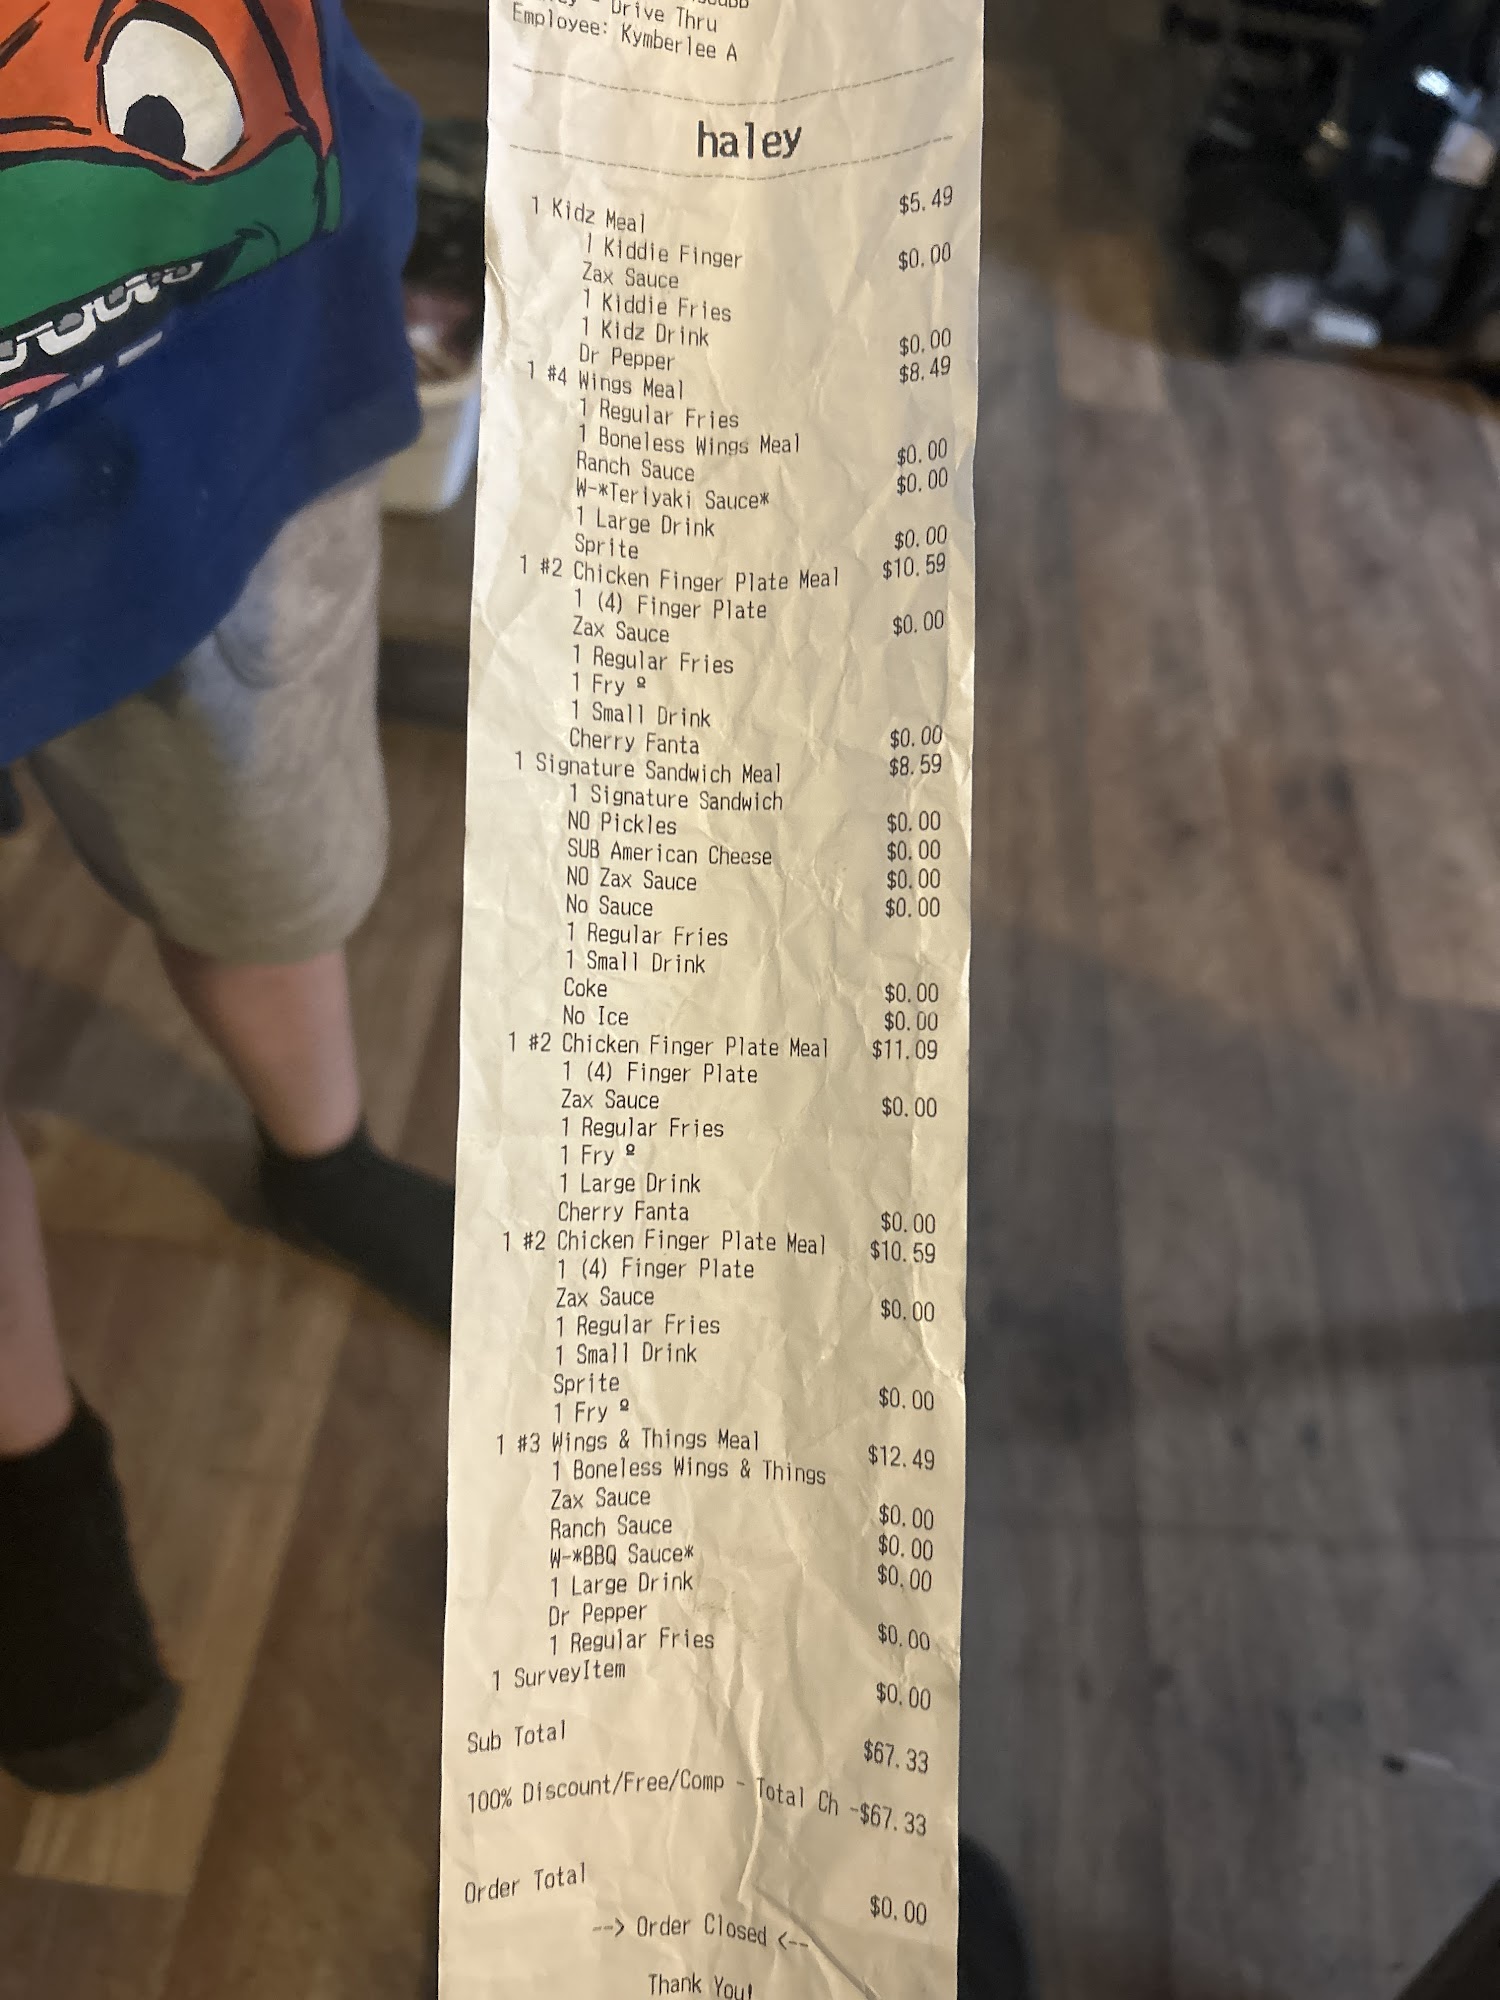 Drive Thru
Employee: Kymberlee A
haley
1 Kidz Meal $5.49
1 Kiddie Finger
Zax Sauce $0.00
1 Kiddie Fries
1 Kidz Drink
Dr Pepper $0.00
1 #4 Wings Meal $8.49
1 Regular Fries
1 Boneless Wings Meal
Ranch Sauce $0.00
W-*Teriyaki Sauce* $0.00
1 Large Drink
Sprite $0.00
1 #2 Chicken Finger Plate Meal $10.59
1 (4) Finger Plate
Zax Sauce $0.00
1 Regular Fries
1 Fry º
1 Small Drink
Cherry Fanta $0.00
1 Signature Sandwich Meal $8.59
1 Signature Sandwich
NO Pickles $0.00
SUB American Cheese $0.00
NO Zax Sauce $0.00
No Sauce $0.00
1 Regular Fries
1 Small Drink
Coke $0.00
No Ice $0.00
1 #2 Chicken Finger Plate Meal $11.09
1 (4) Finger Plate
Zax Sauce $0.00
1 Regular Fries
1 Fry º
1 Large Drink
Cherry Fanta $0.00
1 #2 Chicken Finger Plate Meal $10.59
1 (4) Finger Plate
Zax Sauce $0.00
1 Regular Fries
1 Small Drink
Sprite $0.00
1 Fry º
1 #3 Wings & Things Meal $12.49
1 Boneless Wings & Things
Zax Sauce $0.00
Ranch Sauce $0.00
W-*BBQ Sauce* $0.00
1 Large Drink
Dr Pepper $0.00
1 Regular Fries
1 SurveyItem $0.00
Sub Total $67.33
100% Discount/Free/Comp - Total Ch -$67.33
Order Total $0.00
--> Order Closed <--
Thank You!